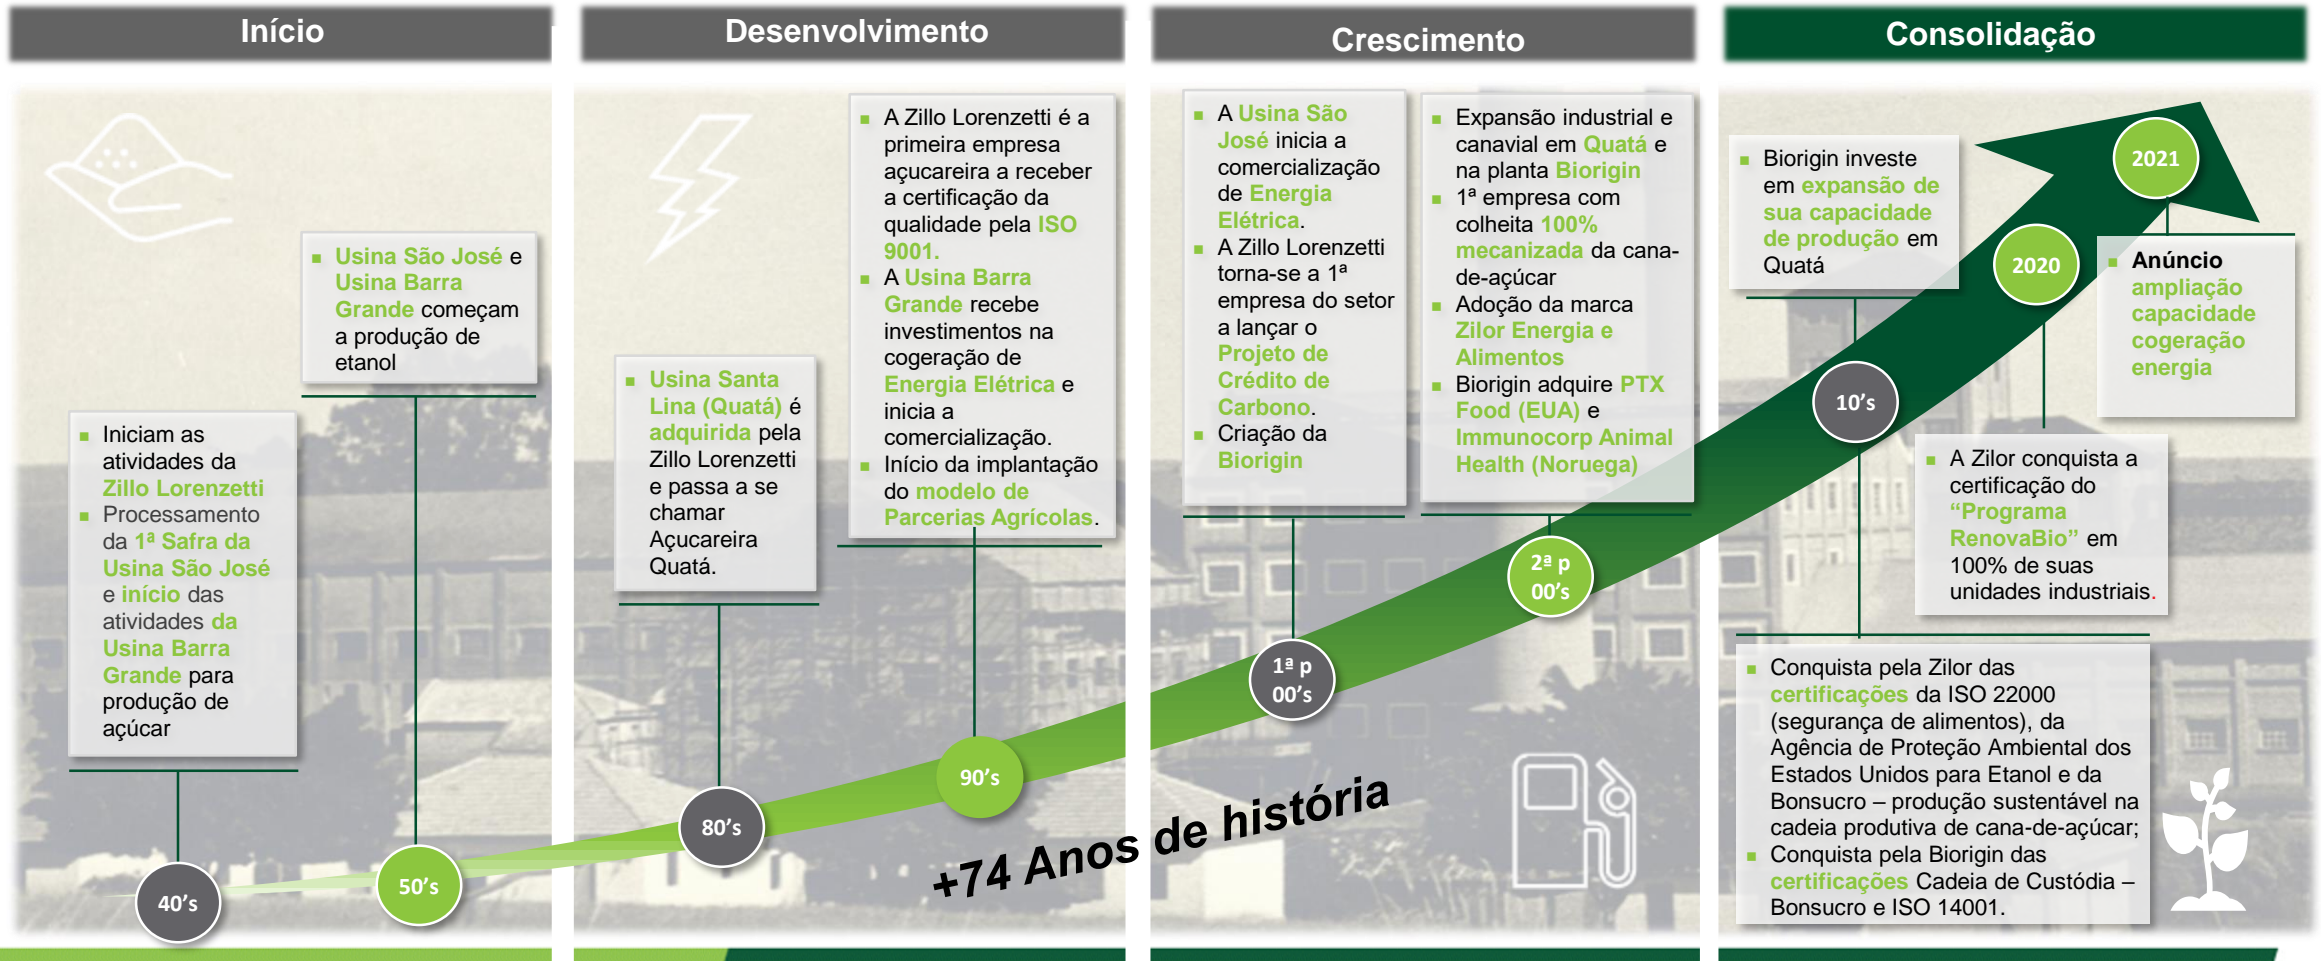 Início
Iniciam as
atividades da
Zillo Lorenzetti
Processamento
da 1ª Safra da
Usina São José
e início das
atividades da
Usina Barra
Grande para
produção de
açúcar
40's
Usina São José e
Usina Barra
Grande começam
a produção de
etanol
50's
Desenvolvimento
Usina Santa
Lina (Quatá) é
adquirida pela
Zillo Lorenzetti
e passa a se
chamar
Açucareira
Quatá.
80's
A Zillo Lorenzetti é a
primeira empresa
açucareira a receber
a certificação da
qualidade pela ISO
9001.
A Usina Barra
Grande recebe
investimentos na
cogeração de
Energia Elétrica e
inicia a
comercialização.
Início da implantação
do modelo de
Parcerias Agrícolas.
90's
Crescimento
A Usina São
José inicia a
comercialização
de Energia
Elétrica.
A Zillo Lorenzetti
torna-se a 1ª
empresa do setor
a lançar o
Projeto de
Crédito de
Carbono.
Criação da
Biorigin
1ª p
00's
Expansão industrial e
canavial em Quatá e
na planta Biorigin
1ª empresa com
colheita 100%
mecanizada da cana-
de-açúcar
Adoção da marca
Zilor Energia e
Alimentos
Biorigin adquire PTX
Food (EUA) e
Immunocorp Animal
Health (Noruega)
2ª p
00's
+74 Anos de história
Consolidação
Biorigin investe
em expansão de
sua capacidade
de produção em
Quatá
10's
Conquista pela Zilor das
certificações da ISO 22000
(segurança de alimentos), da
Agência de Proteção Ambiental dos
Estados Unidos para Etanol e da
Bonsucro – produção sustentável na
cadeia produtiva de cana-de-açúcar;
Conquista pela Biorigin das
certificações Cadeia de Custódia –
Bonsucro e ISO 14001.
2020
A Zilor conquista a
certificação do
“Programa
RenovaBio” em
100% de suas
unidades industriais.
2021
Anúncio
ampliação
capacidade
cogeração
energia